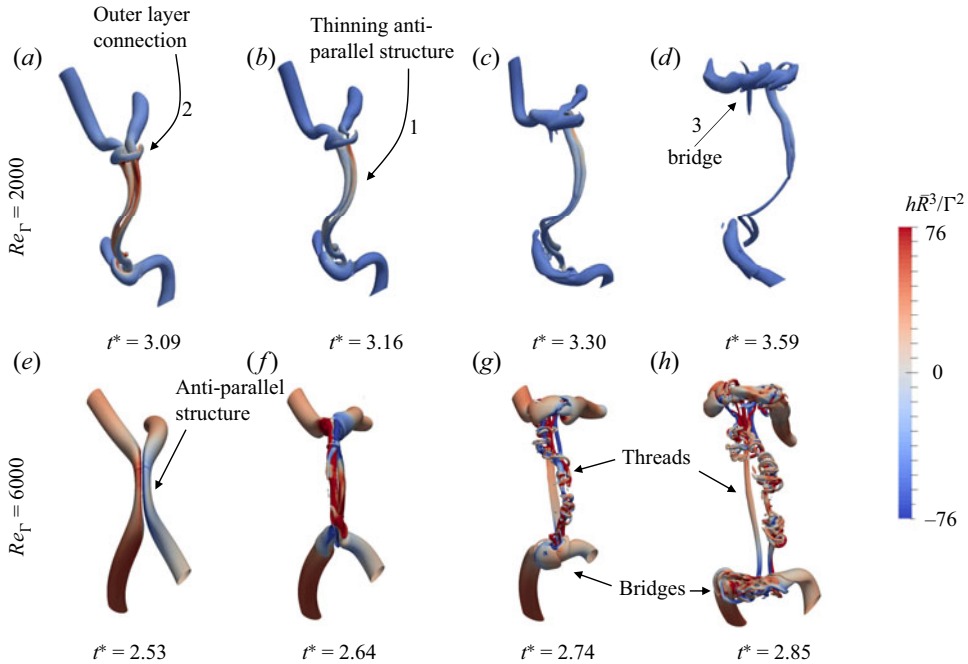 Outer layer
connection
Thinning anti-
parallel structure
(a)
(b)
(c)
(d)
2
1
3
bridge
Re_Γ = 2000
hR̄³/Γ²
76
0
−76
t* = 3.09
t* = 3.16
t* = 3.30
t* = 3.59
(e)
(f)
(g)
(h)
Anti-parallel
structure
Threads
Re_Γ = 6000
Bridges
t* = 2.53
t* = 2.64
t* = 2.74
t* = 2.85